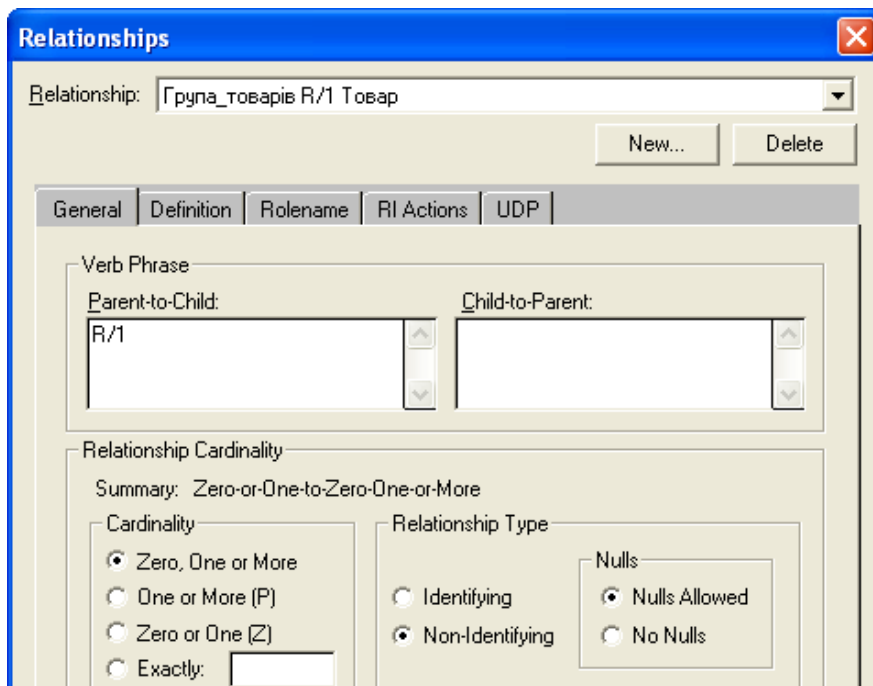 Relationships
Relationship: Група_товарів R/1 Товар
New... Delete
General Definition Rolename RI Actions UDP
Verb Phrase
Parent-to-Child: Child-to-Parent:
R/1
Relationship Cardinality
Summary: Zero-or-One-to-Zero-One-or-More
Cardinality Relationship Type
Zero, One or More Nulls
One or More (P) Identifying Nulls Allowed
Zero or One (Z) Non-Identifying No Nulls
Exactly: